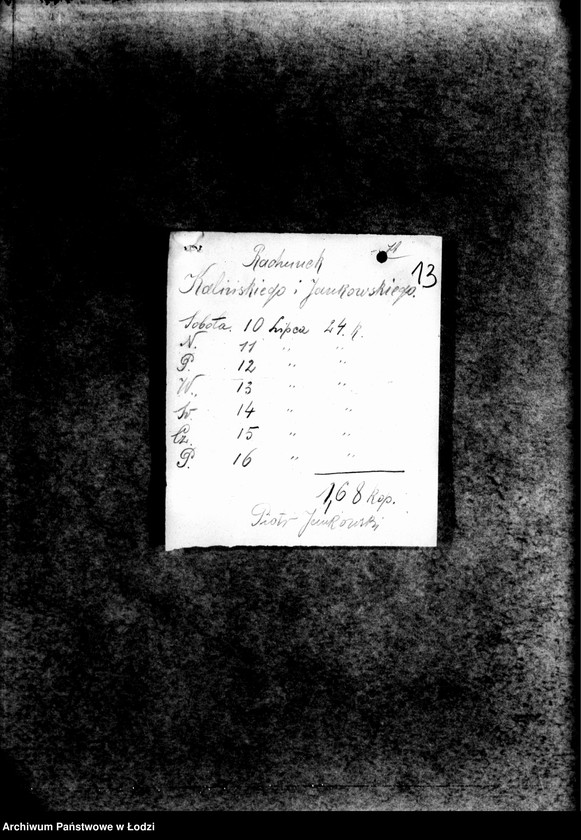 Rachunek
13
Kalińskiego i Jankowskiego.
Sobota. 10 Lipca 24. k.
N. 11 " "
P. 12 " "
W., 13 " "
Śr. 14 " "
Cz. 15 " "
P. 16 " "
1,68 kop.
Piotr Jankowski
Archiwum Państwowe w Łodzi